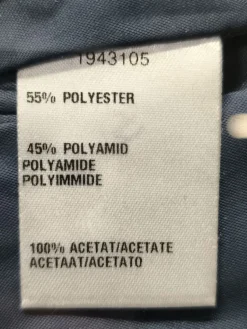 1943105
55% POLYESTER
45% POLYAMID
POLYAMIDE
POLYIMMIDE
100% ACETAT/ACETATE
ACETAAT/ACETATO